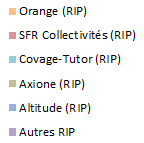 Orange (RIP)
SFR Collectivités (RIP)
Covage-Tutor (RIP)
Axione (RIP)
Altitude (RIP)
Autres RIP